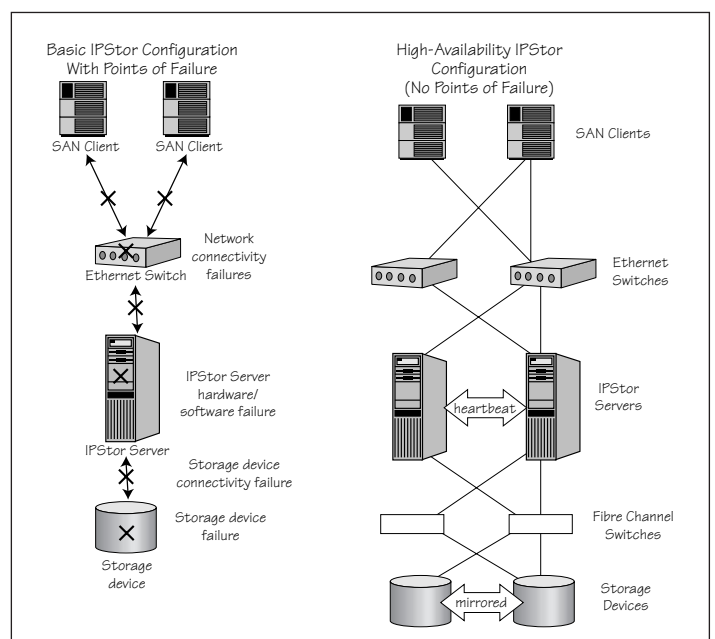 Basic IPStor Configuration
With Points of Failure
SAN Client
SAN Client
Network
connectivity
failures
Ethernet Switch
IPStor Server
hardware/
software failure
IPStor Server
Storage device
connectivity failure
Storage device
failure
Storage
device
High-Availability IPStor
Configuration
(No Points of Failure)
SAN Clients
Ethernet
Switches
IPStor
Servers
heartbeat
Fibre Channel
Switches
Storage
Devices
mirrored